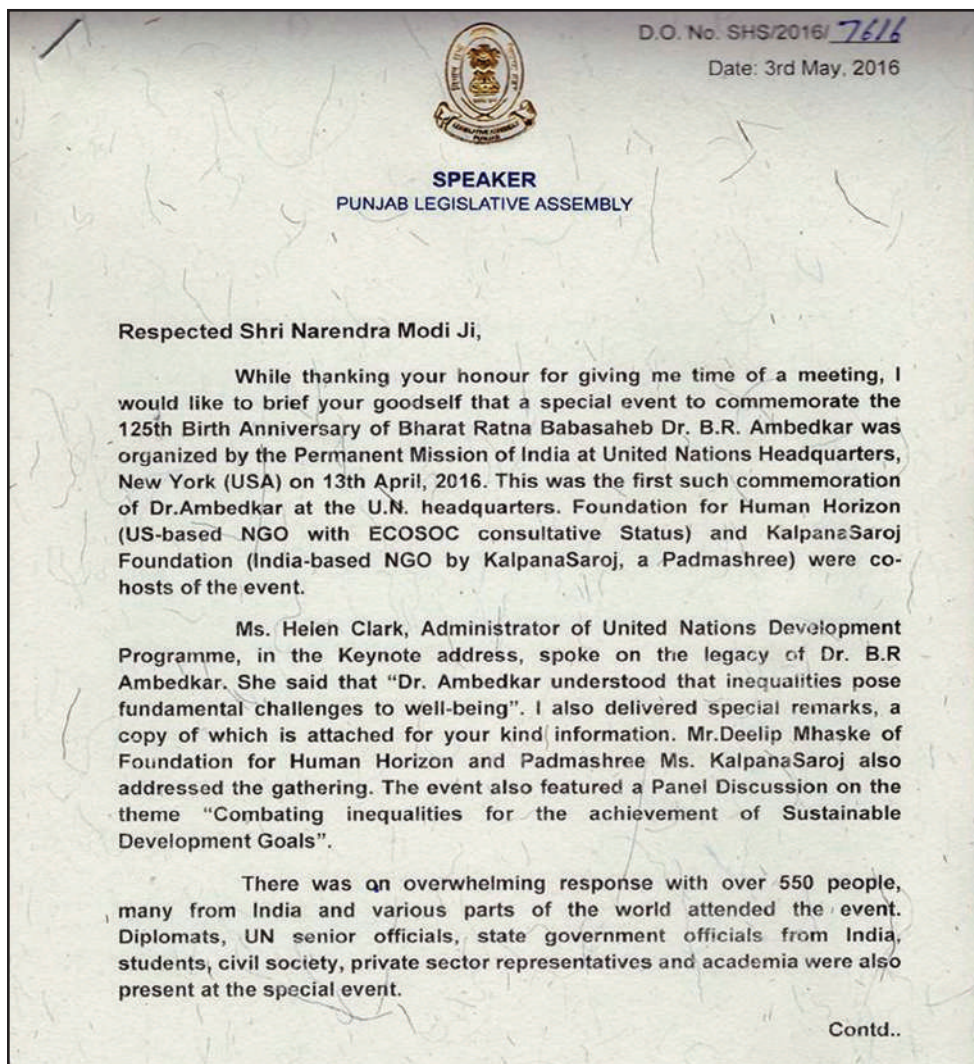 D.O. No. SHS/2016/ 7616
Date: 3rd May, 2016
SPEAKER
PUNJAB LEGISLATIVE ASSEMBLY
Respected Shri Narendra Modi Ji,
While thanking your honour for giving me time of a meeting, I
would like to brief your goodself that a special event to commemorate the
125th Birth Anniversary of Bharat Ratna Babasaheb Dr. B.R. Ambedkar was
organized by the Permanent Mission of India at United Nations Headquarters,
New York (USA) on 13th April, 2016. This was the first such commemoration
of Dr.Ambedkar at the U.N. headquarters. Foundation for Human Horizon
(US-based NGO with ECOSOC consultative Status) and KalpanaSaroj
Foundation (India-based NGO by KalpanaSaroj, a Padmashree) were co-
hosts of the event.
Ms. Helen Clark, Administrator of United Nations Development
Programme, in the Keynote address, spoke on the legacy of Dr. B.R
Ambedkar. She said that “Dr. Ambedkar understood that inequalities pose
fundamental challenges to well-being”. I also delivered special remarks, a
copy of which is attached for your kind information. Mr.Deelip Mhaske of
Foundation for Human Horizon and Padmashree Ms. KalpanaSaroj also
addressed the gathering. The event also featured a Panel Discussion on the
theme “Combating inequalities for the achievement of Sustainable
Development Goals”.
There was an overwhelming response with over 550 people,
many from India and various parts of the world attended the event.
Diplomats, UN senior officials, state government officials from India,
students, civil society, private sector representatives and academia were also
present at the special event.
Contd..